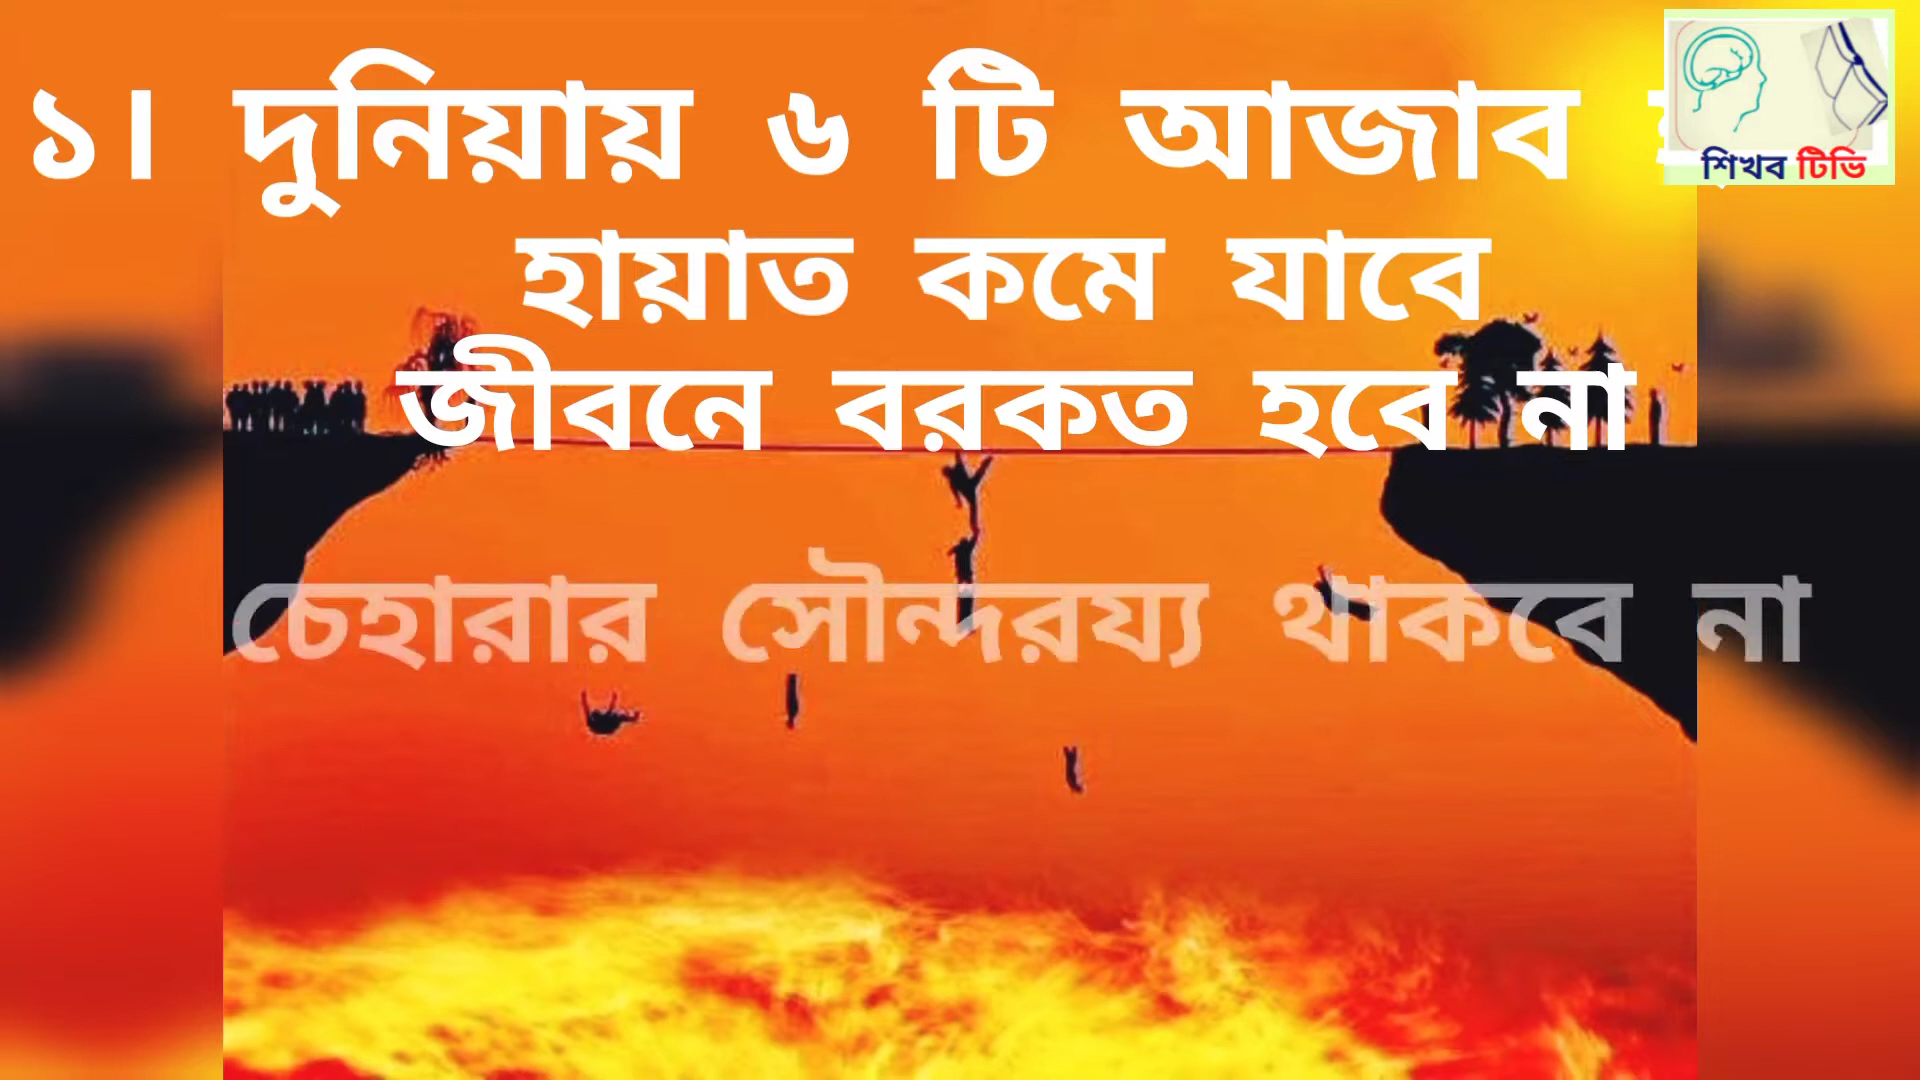 ১। দুনিয়ায় ৬ টি আজাব
শিখব টিভি
হায়াত কমে যাবে
জীবনে বরকত হবে না
চেহারার সৌন্দরয্য থাকবে না